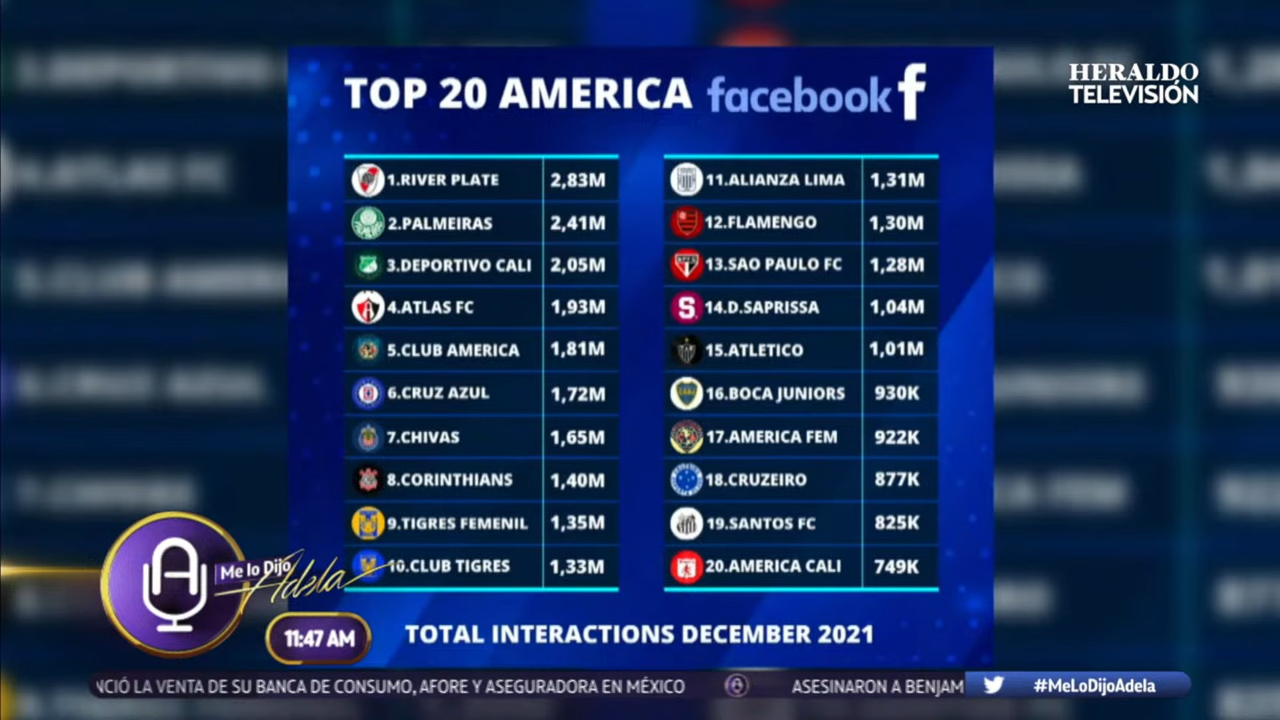 HERALDO
TELEVISIÓN
TOP 20 AMERICA facebook f
1.RIVER PLATE 2,83M
2.PALMEIRAS 2,41M
3.DEPORTIVO CALI 2,05M
4.ATLAS FC 1,93M
5.CLUB AMERICA 1,81M
6.CRUZ AZUL 1,72M
7.CHIVAS 1,65M
8.CORINTHIANS 1,40M
9.TIGRES FEMENIL 1,35M
10.CLUB TIGRES 1,33M
11.ALIANZA LIMA 1,31M
12.FLAMENGO 1,30M
13.SAO PAULO FC 1,28M
14.D.SAPRISSA 1,04M
15.ATLETICO 1,01M
16.BOCA JUNIORS 930K
17.AMERICA FEM 922K
18.CRUZEIRO 877K
19.SANTOS FC 825K
20.AMERICA CALI 749K
TOTAL INTERACTIONS DECEMBER 2021
Me lo Dijo
Adela
11:47 AM
NCIÓ LA VENTA DE SU BANCA DE CONSUMO, AFORE Y ASEGURADORA EN MÉXICO ASESINARON A BENJAM
#MeLoDijoAdela